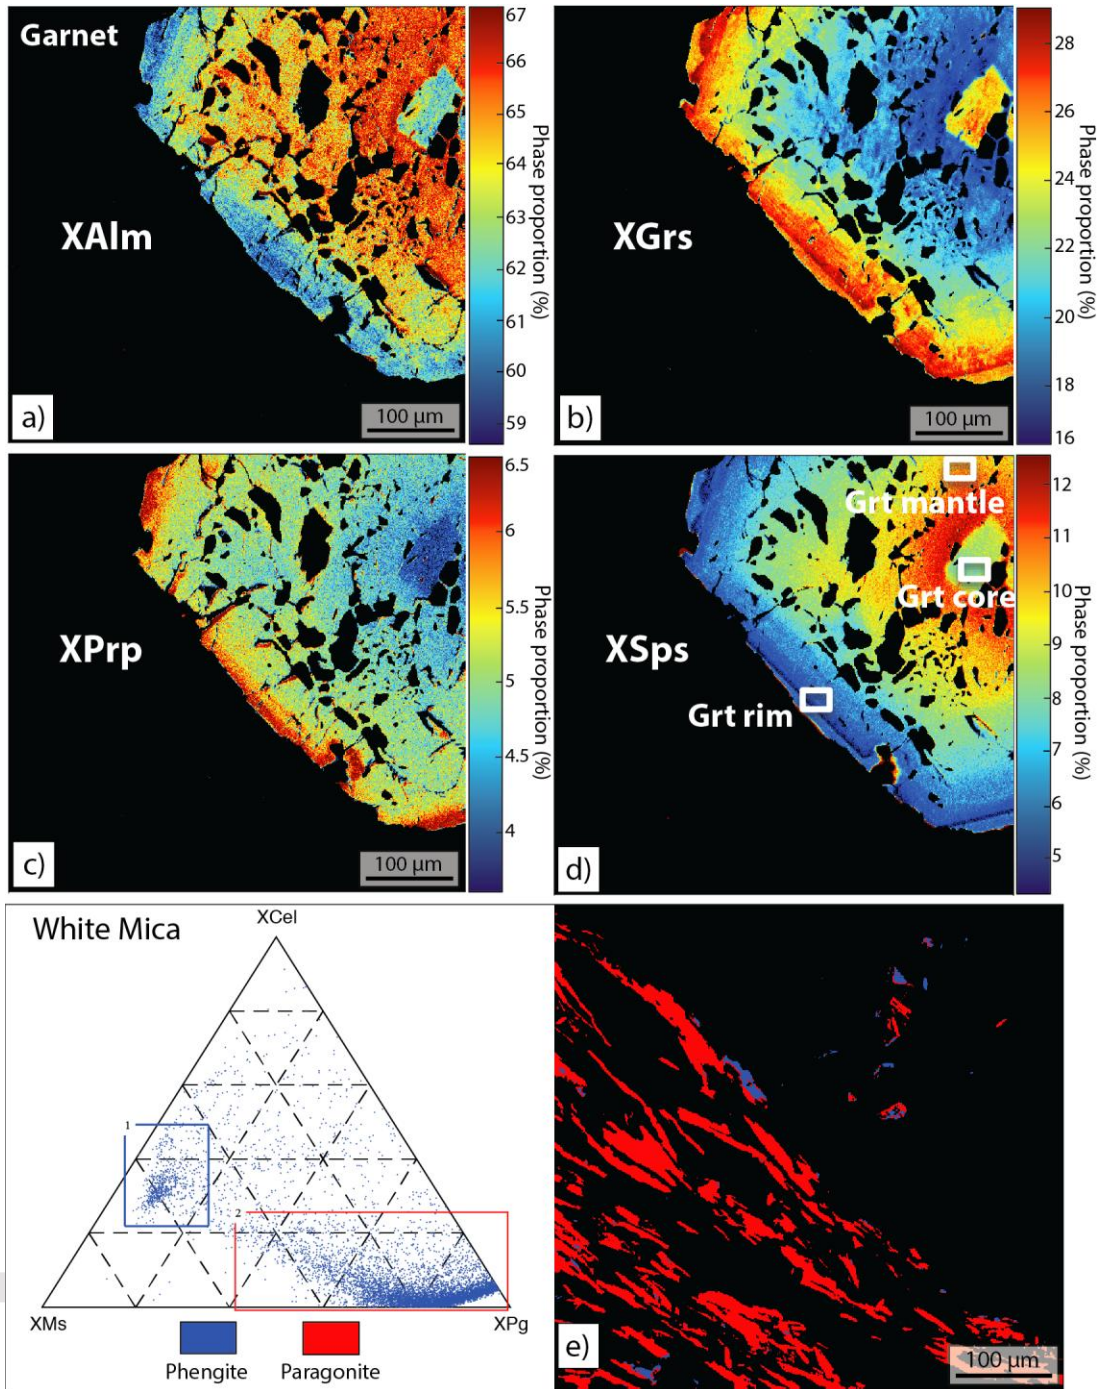 Garnet
XAlm
a)
100 µm
67
66
65
64
63
62
61
60
59
Phase proportion (%)
XGrs
b)
100 µm
28
26
24
22
20
18
16
Phase proportion (%)
XPrp
c)
100 µm
6.5
6
5.5
5
4.5
4
Phase proportion (%)
Grt mantle
Grt core
XSps
Grt rim
d)
100 µm
12
11
10
9
8
7
6
5
Phase proportion (%)
White Mica
XCel
1
2
XMs
XPg
Phengite
Paragonite
e)
100 µm